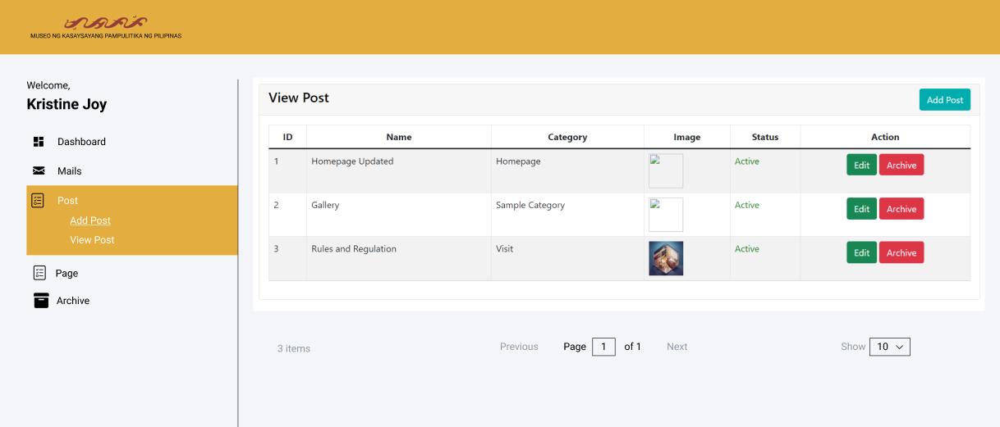 MUSEO NG KASAYSAYANG PAMPULITIKA NG PILIPINAS
Welcome,
Kristine Joy
Dashboard
Mails
Post
Add Post
View Post
Page
Archive
View Post
Add Post
ID Name Category Image Status Action
1 Homepage Updated Homepage Active Edit Archive
2 Gallery Sample Category Active Edit Archive
3 Rules and Regulation Visit Active Edit Archive
3 items Previous Page 1 of 1 Next Show 10